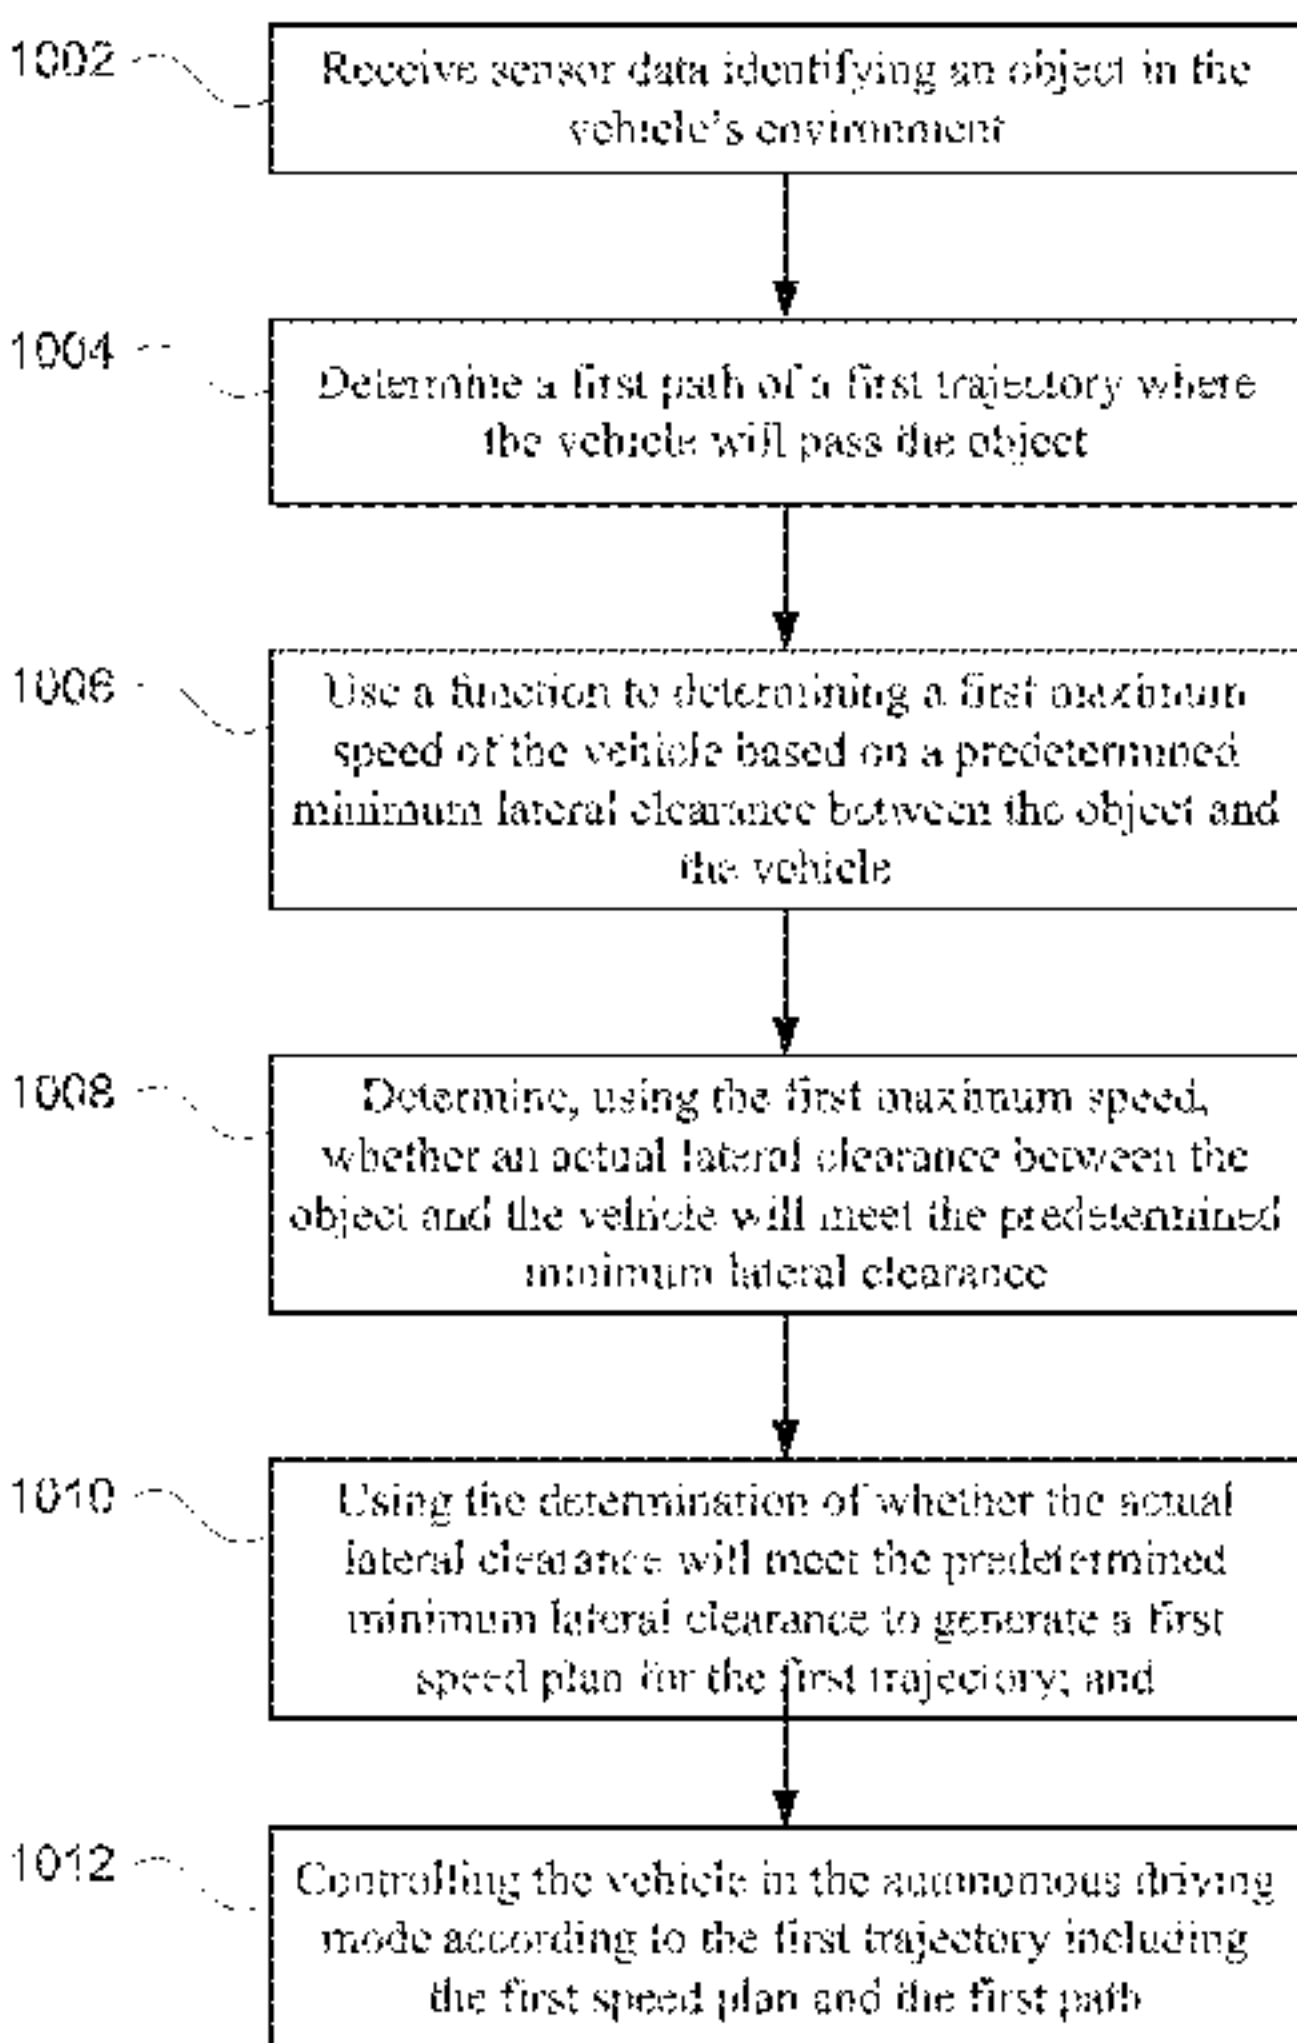 1002
Receive sensor data identifying an object in the
vehicle's environment
1004
Determine a first path of a first trajectory where
the vehicle will pass the object
1006
Use a function to determining a first maximum
speed of the vehicle based on a predetermined
minimum lateral clearance between the object and
the vehicle
1008
Determine, using the first maximum speed,
whether an actual lateral clearance between the
object and the vehicle will meet the predetermined
minimum lateral clearance
1010
Using the determination of whether the actual
lateral clearance will meet the predetermined
minimum lateral clearance to generate a first
speed plan for the first trajectory; and
1012
Controlling the vehicle in the autonomous driving
mode according to the first trajectory including
the first speed plan and the first path